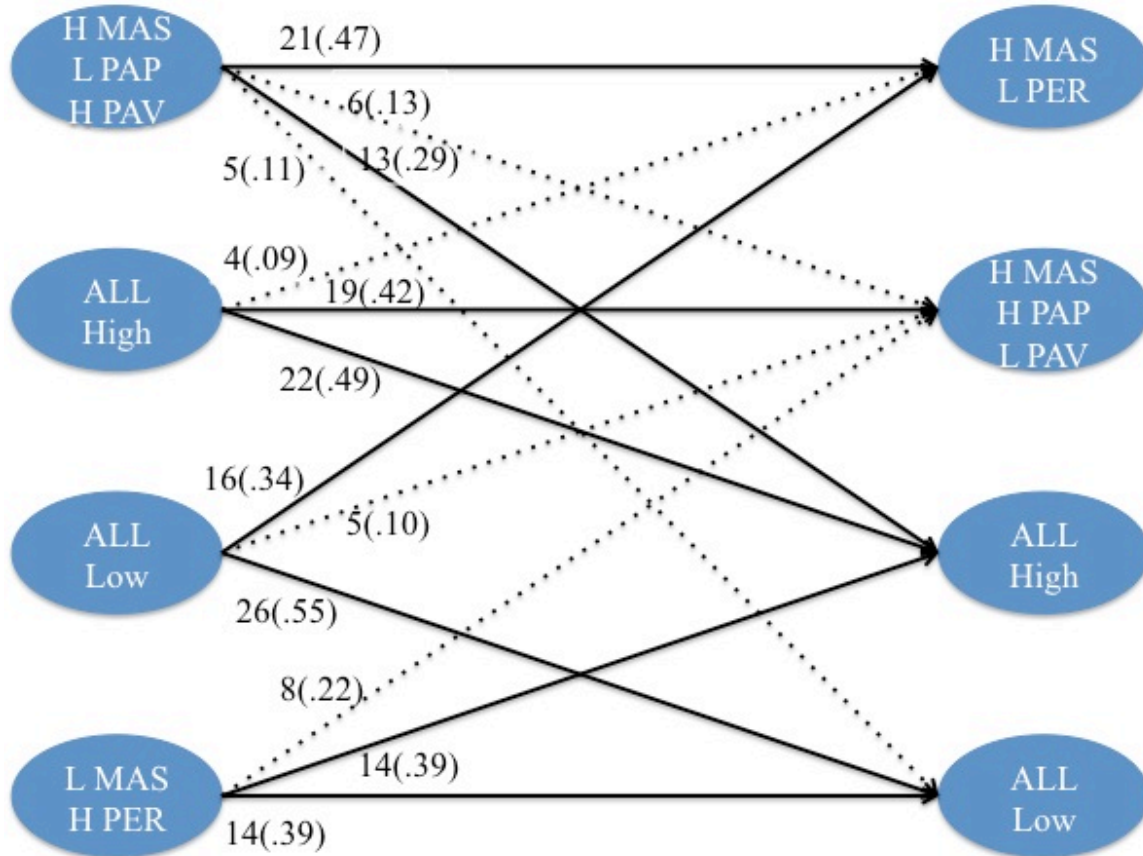 H MAS
L PAP
H PAV
21(.47)
H MAS
L PER
6(.13)
13(.29)
5(.11)
ALL
High
4(.09)
19(.42)
22(.49)
H MAS
H PAP
L PAV
ALL
Low
16(.34)
5(.10)
26(.55)
ALL
High
L MAS
H PER
8(.22)
14(.39)
14(.39)
ALL
Low